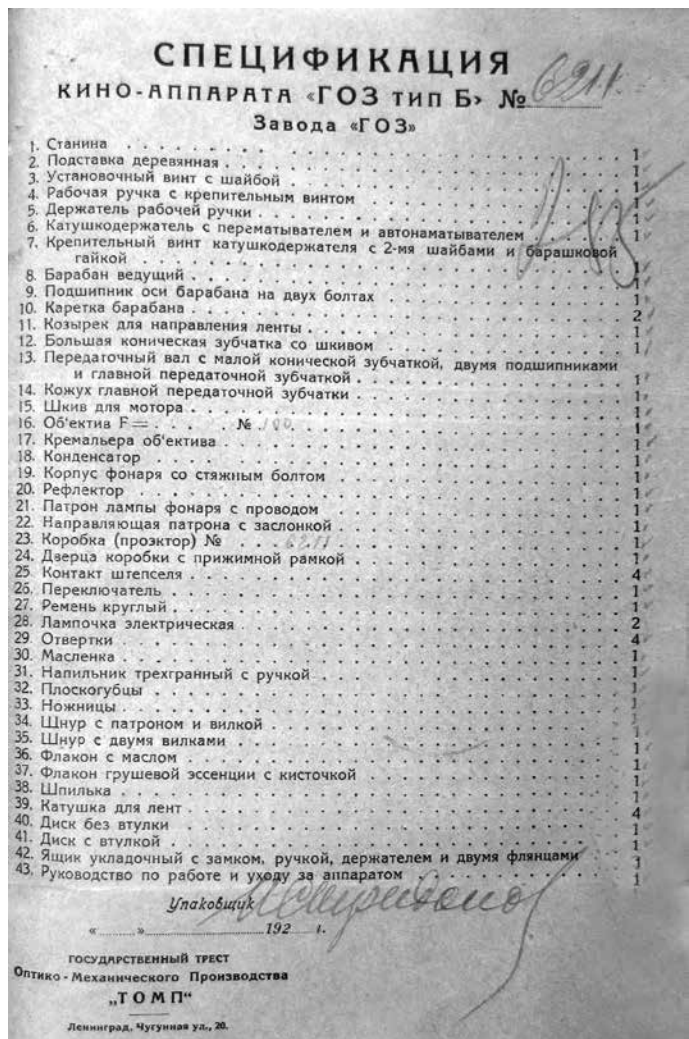 СПЕЦИФИКАЦИЯ
КИНО-АППАРАТА «ГОЗ ТИП Б» № 6211
Завода «ГОЗ»
1. Станина 1
2. Подставка деревянная 1
3. Установочный винт с шайбой 1
4. Рабочая ручка с крепительным винтом 1
5. Держатель рабочей ручки 1
6. Катушкодержатель с перематывателем и автонаматывателем 1
7. Крепительный винт катушкодержателя с 2-мя шайбами и барашковой
гайкой 1
8. Барабан ведущий 1
9. Подшипник оси барабана на двух болтах 1
10. Каретка барабана 2
11. Козырек для направления ленты 1
12. Большая коническая зубчатка со шкивом 1
13. Передаточный вал с малой конической зубчаткой, двумя подшипниками
и главной передаточной зубчаткой 1
14. Кожух главной передаточной зубчатки 1
15. Шкив для мотора 1
16. Об'ектив F = № 100 1
17. Кремальера об'ектива 1
18. Конденсатор 1
19. Корпус фонаря со стяжным болтом 1
20. Рефлектор 1
21. Патрон лампы фонаря с проводом 1
22. Направляющая патрона с заслонкой 1
23. Коробка (проэктор) № 6211 1
24. Дверца коробки с прижимной рамкой 1
25. Контакт штепселя 4
26. Переключатель 1
27. Ремень круглый 1
28. Лампочка электрическая 2
29. Отвертки 4
30. Масленка 1
31. Напильник трехгранный с ручкой 1
32. Плоскогубцы 1
33. Ножницы 1
34. Шнур с патроном и вилкой 1
35. Шнур с двумя вилками 1
36. Флакон с маслом 1
37. Флакон грушевой эссенции с кисточкой 1
38. Шпилька 1
39. Катушка для лент 4
40. Диск без втулки 1
41. Диск с втулкой 1
42. Ящик укладочный с замком, ручкой, держателем и двумя флянцами 1
43. Руководство по работе и уходу за аппаратом 1
Упаковщик
« » 192 г.
ГОСУДАРСТВЕННЫЙ ТРЕСТ
Оптико-Механического Производства
„ТОМП“
Ленинград, Чугунная ул., 20.